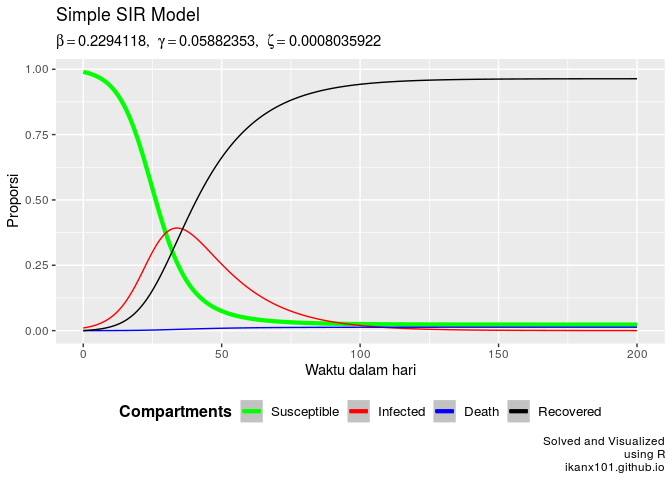 Simple SIR Model
β = 0.2294118, γ = 0.05882353, ζ = 0.0008035922
1.00
0.75
0.50
0.25
0.00
Proporsi
0 50 100 150 200
Waktu dalam hari
Compartments Susceptible Infected Death Recovered
Solved and Visualized
using R
ikanx101.github.io